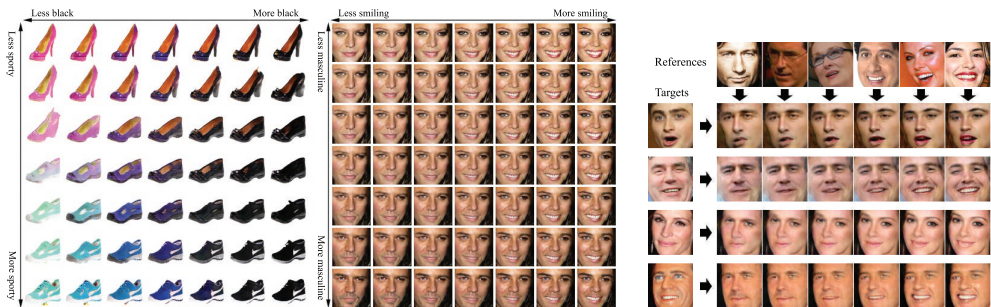 Less black
More black
Less sporty
More sporty
Less smiling
More smiling
Less masculine
More masculine
References
Targets